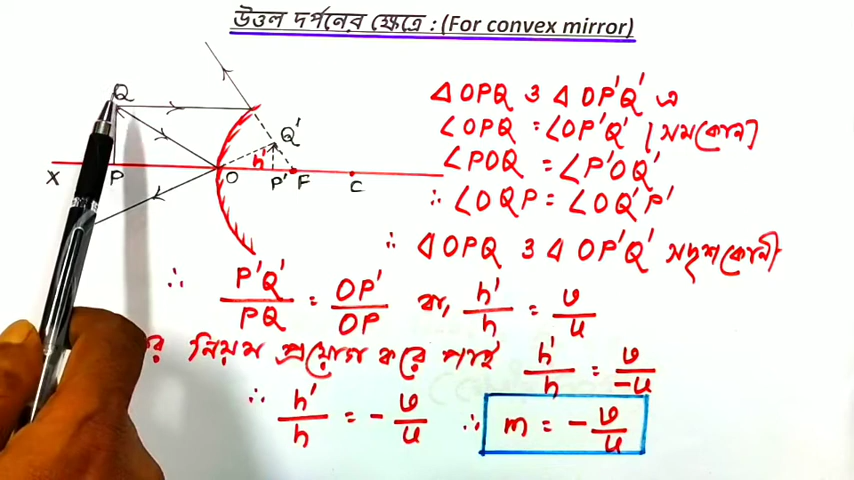 উত্তল দর্পনের ক্ষেত্রে : (For convex mirror)
Q
Q'
h'
X P O P' F C
Δ OPQ ও Δ OP'Q' এ
∠OPQ = ∠OP'Q' (সমকোন)
∠POQ = ∠P'OQ'
∴ ∠OQP = ∠OQ'P'
∴ Δ OPQ ও Δ OP'Q' সদৃশকোনী
∴ P'Q'/PQ = OP'/OP বা, h'/h = v/u
নিয়ম প্রয়োগ করে পাই h'/h = v/-u
∴ h'/h = - v/u ∴ m = - v/u